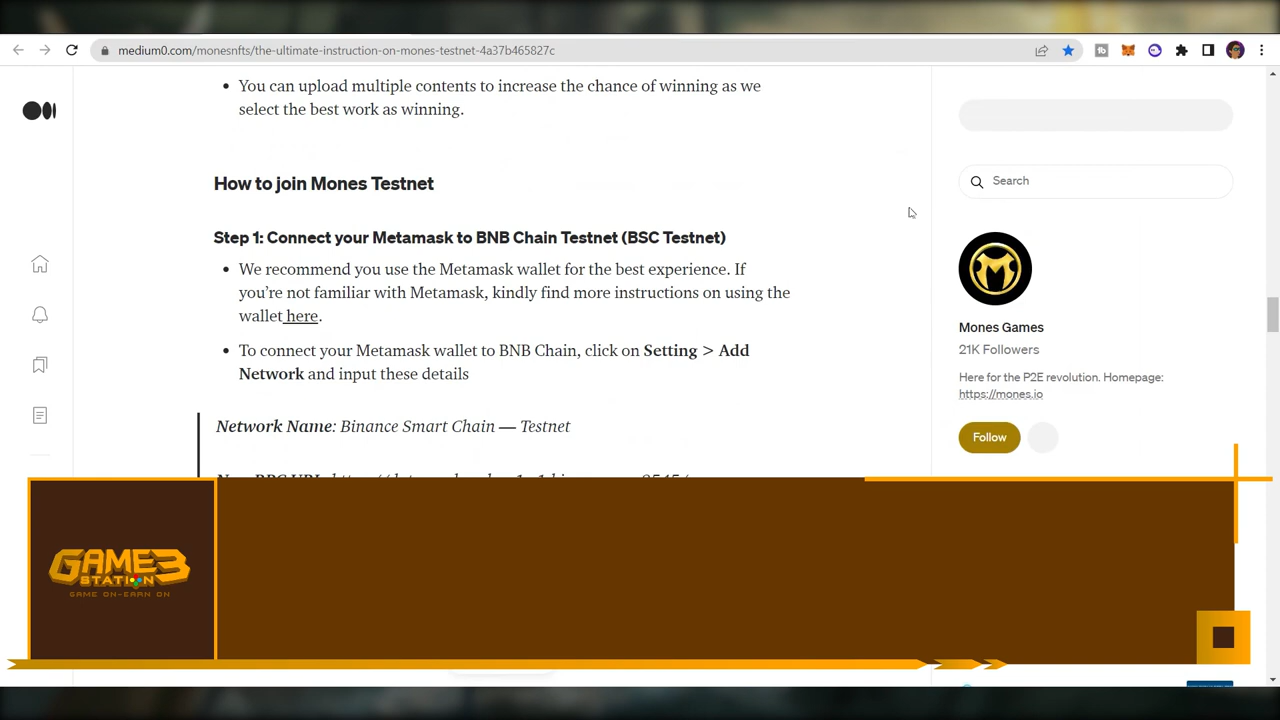 medium0.com/monesnfts/the-ultimate-instruction-on-mones-testnet-4a37b465827c
• You can upload multiple contents to increase the chance of winning as we
select the best work as winning.
How to join Mones Testnet
Step 1: Connect your Metamask to BNB Chain Testnet (BSC Testnet)
• We recommend you use the Metamask wallet for the best experience. If
you're not familiar with Metamask, kindly find more instructions on using the
wallet here.
• To connect your Metamask wallet to BNB Chain, click on Setting > Add
Network and input these details
Network Name: Binance Smart Chain — Testnet
Search
Mones Games
21K Followers
Here for the P2E revolution. Homepage:
https://mones.io
Follow
GAME3
STATION
GAME ON-EARN ON